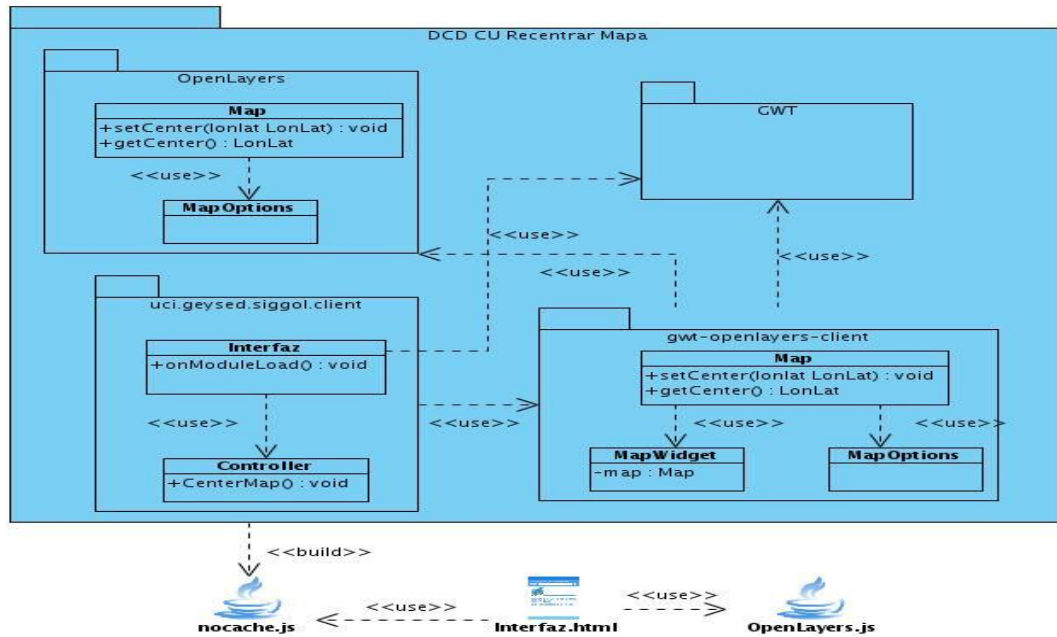 DCD CU Recentrar Mapa
OpenLayers
Map
+setCenter(lonlat LonLat) : void
+getCenter() : LonLat
<<use>>
MapOptions
GWT
<<use>>
<<use>>
<<use>>
uci.geysed.siggol.client
Interfaz
+onModuleLoad() : void
<<use>>
Controller
+CenterMap() : void
<<use>>
gwt-openlayers-client
Map
+setCenter(lonlat LonLat) : void
+getCenter() : LonLat
<<use>>
<<use>>
MapWidget
-map : Map
MapOptions
<<build>>
nocache.js
<<use>>
Interfaz.html
<<use>>
OpenLayers.js